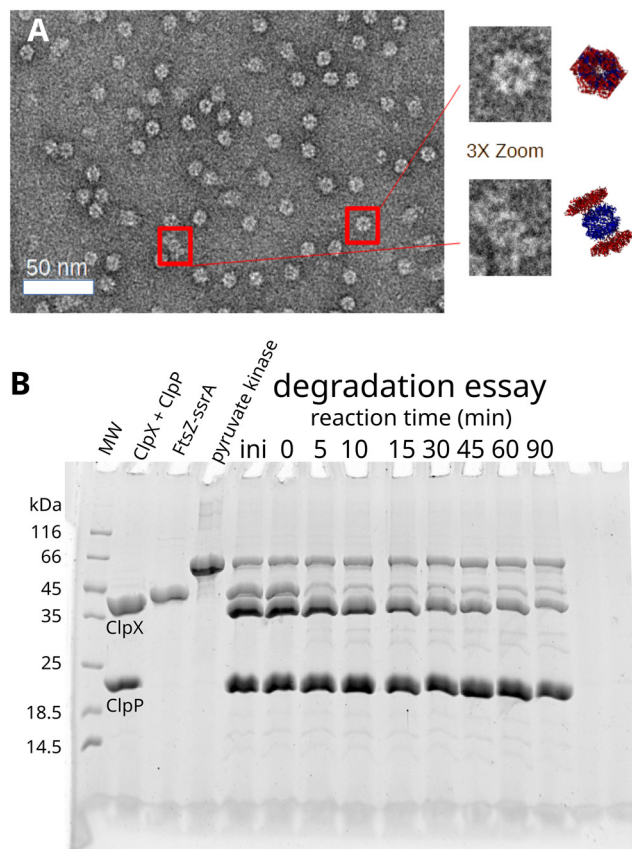 A
3X Zoom
50 nm
B
MW
ClpX + ClpP
FtsZ-ssrA
pyruvate kinase
degradation essay
reaction time (min)
ini 0 5 10 15 30 45 60 90
kDa
116
66
45
35
ClpX
25
ClpP
18.5
14.5